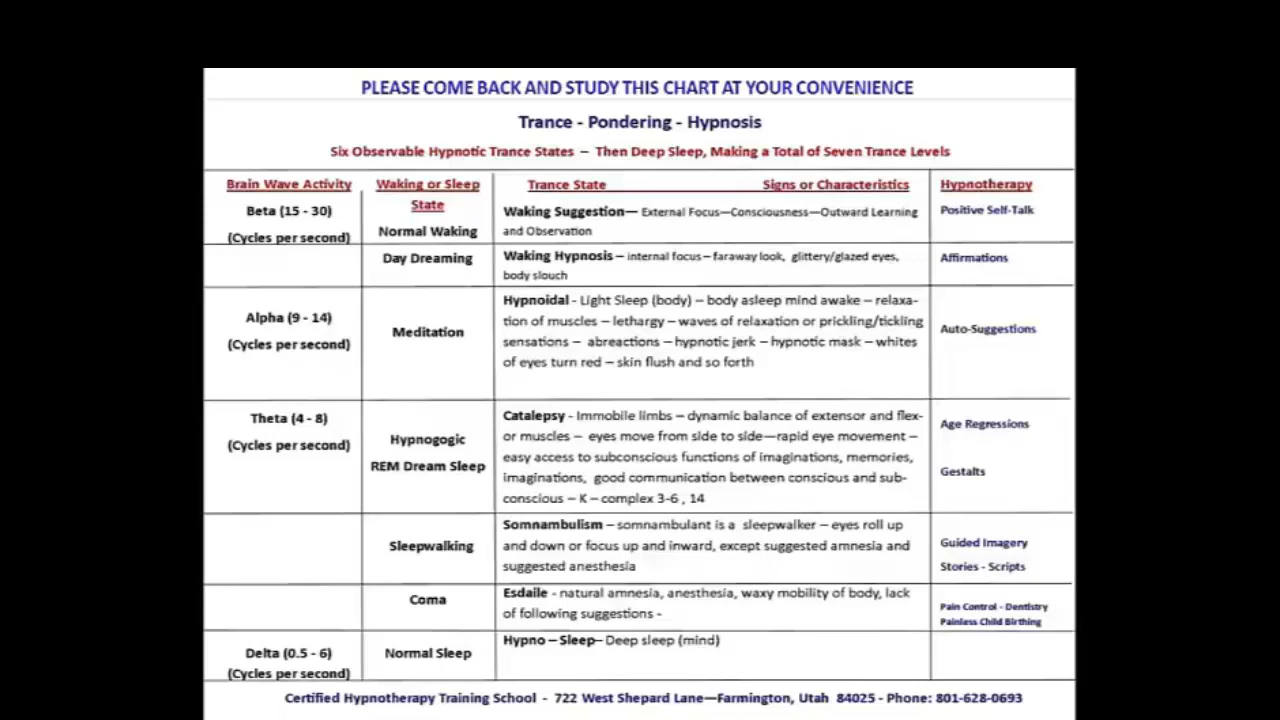 PLEASE COME BACK AND STUDY THIS CHART AT YOUR CONVENIENCE
Trance - Pondering - Hypnosis
Six Observable Hypnotic Trance States – Then Deep Sleep, Making a Total of Seven Trance Levels
Brain Wave Activity
Waking or Sleep
State
Trance State Signs or Characteristics
Hypnotherapy
Beta (15 - 30)
(Cycles per second)
Normal Waking
Waking Suggestion— External Focus—Consciousness—Outward Learning
and Observation
Positive Self-Talk
Day Dreaming
Waking Hypnosis – internal focus – faraway look, glittery/glazed eyes,
body slouch
Affirmations
Alpha (9 - 14)
(Cycles per second)
Meditation
Hypnoidal - Light Sleep (body) – body asleep mind awake – relaxa-
tion of muscles – lethargy – waves of relaxation or prickling/tickling
sensations – abreactions – hypnotic jerk – hypnotic mask – whites
of eyes turn red – skin flush and so forth
Auto-Suggestions
Theta (4 - 8)
(Cycles per second)
Hypnogogic
REM Dream Sleep
Catalepsy - Immobile limbs – dynamic balance of extensor and flex-
or muscles – eyes move from side to side—rapid eye movement –
easy access to subconscious functions of imaginations, memories,
imaginations, good communication between conscious and sub-
conscious – K – complex 3-6 , 14
Age Regressions
Gestalts
Sleepwalking
Somnambulism – somnambulant is a sleepwalker – eyes roll up
and down or focus up and inward, except suggested amnesia and
suggested anesthesia
Guided Imagery
Stories - Scripts
Coma
Esdaile - natural amnesia, anesthesia, waxy mobility of body, lack
of following suggestions -
Pain Control - Dentistry
Painless Child Birthing
Delta (0.5 - 6)
(Cycles per second)
Normal Sleep
Hypno – Sleep– Deep sleep (mind)
Certified Hypnotherapy Training School - 722 West Shepard Lane—Farmington, Utah 84025 - Phone: 801-628-0693